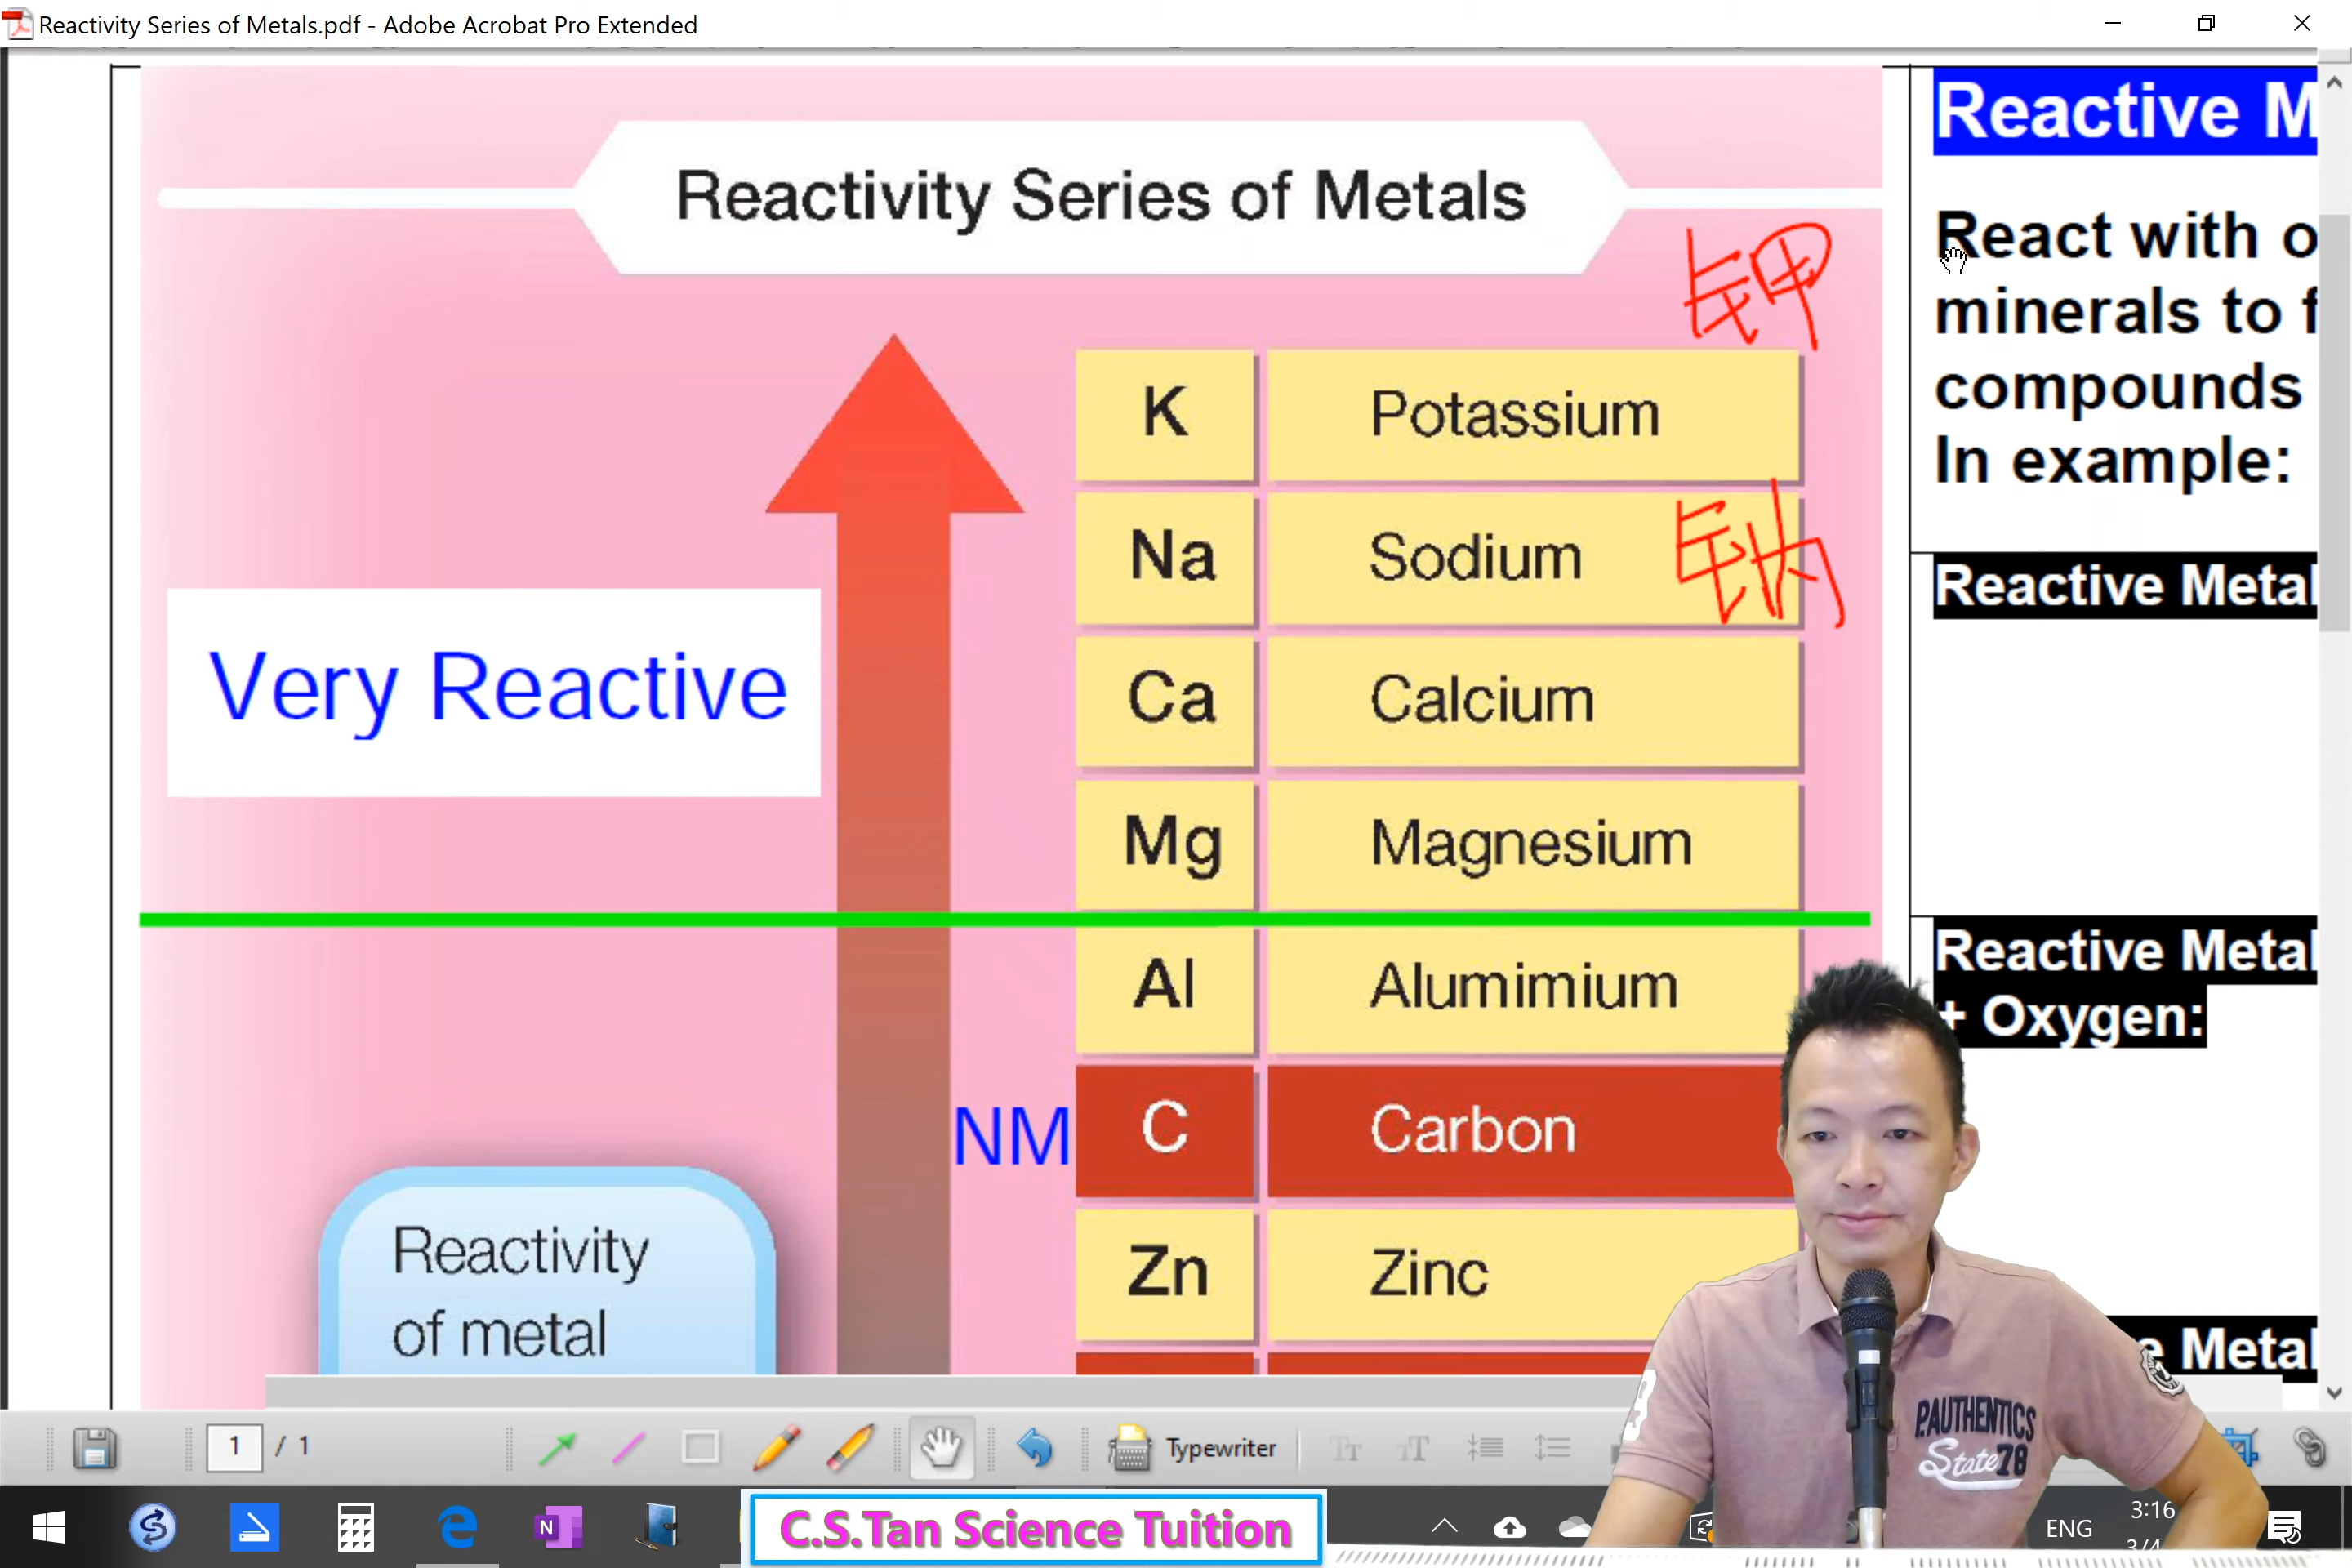 Reactivity Series of Metals.pdf - Adobe Acrobat Pro Extended
Reactivity Series of Metals
钾
K Potassium
Na Sodium 钠
Ca Calcium
Mg Magnesium
Very Reactive
Al Alumimium
NM C Carbon
Zn Zinc
Reactivity
of metal
Reactive M
React with o
minerals to f
compounds
In example:
Reactive Metal
Reactive Metal
+ Oxygen:
e Metal
P.AUTHENTICS
State 78
1 / 1
Typewriter
C.S.Tan Science Tuition
ENG
3:16